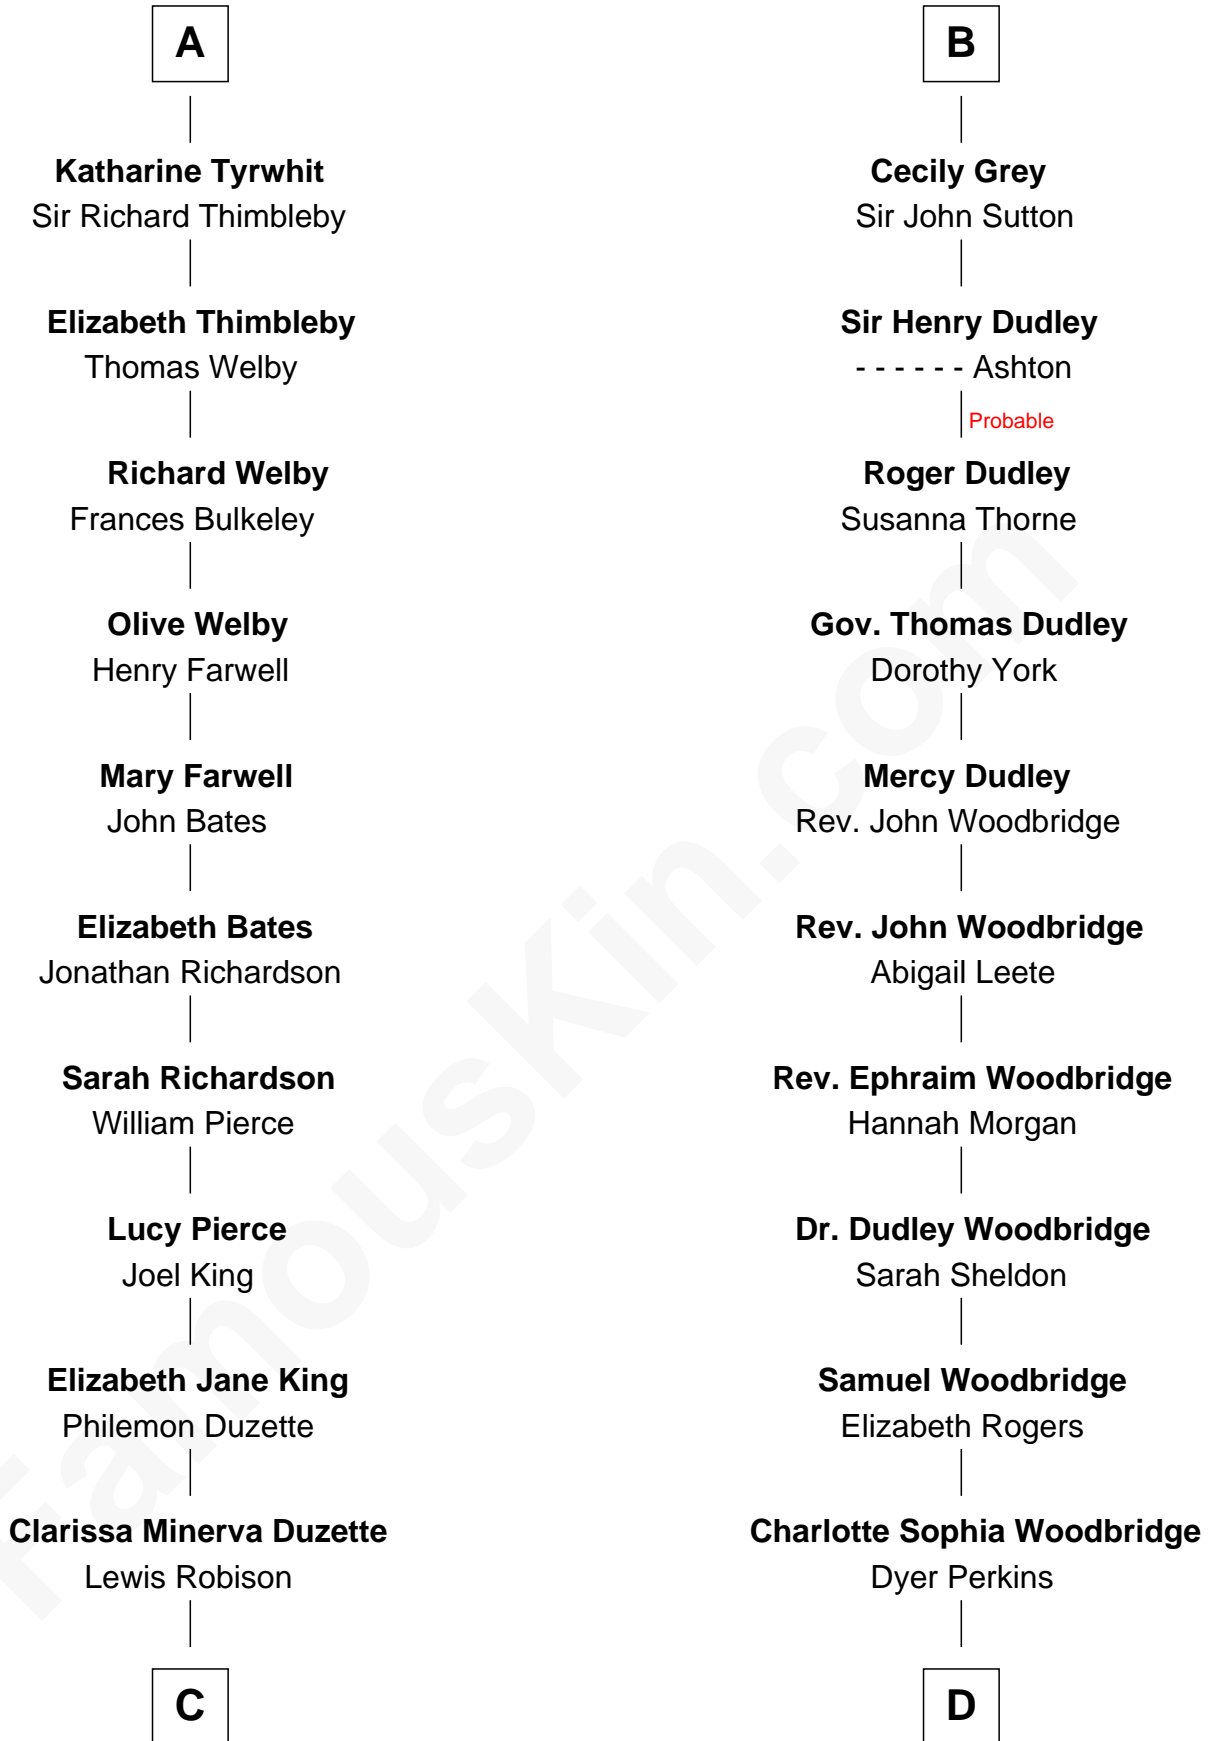 A
Katharine Tyrwhit
Sir Richard Thimbleby
Elizabeth Thimbleby
Thomas Welby
Richard Welby
Frances Bulkeley
Olive Welby
Henry Farwell
Mary Farwell
John Bates
Elizabeth Bates
Jonathan Richardson
Sarah Richardson
William Pierce
Lucy Pierce
Joel King
Elizabeth Jane King
Philemon Duzette
Clarissa Minerva Duzette
Lewis Robison
C
B
Cecily Grey
Sir John Sutton
Sir Henry Dudley
- - - - - - Ashton
Probable
Roger Dudley
Susanna Thorne
Gov. Thomas Dudley
Dorothy York
Mercy Dudley
Rev. John Woodbridge
Rev. John Woodbridge
Abigail Leete
Rev. Ephraim Woodbridge
Hannah Morgan
Dr. Dudley Woodbridge
Sarah Sheldon
Samuel Woodbridge
Elizabeth Rogers
Charlotte Sophia Woodbridge
Dyer Perkins
D
FamousKin.com